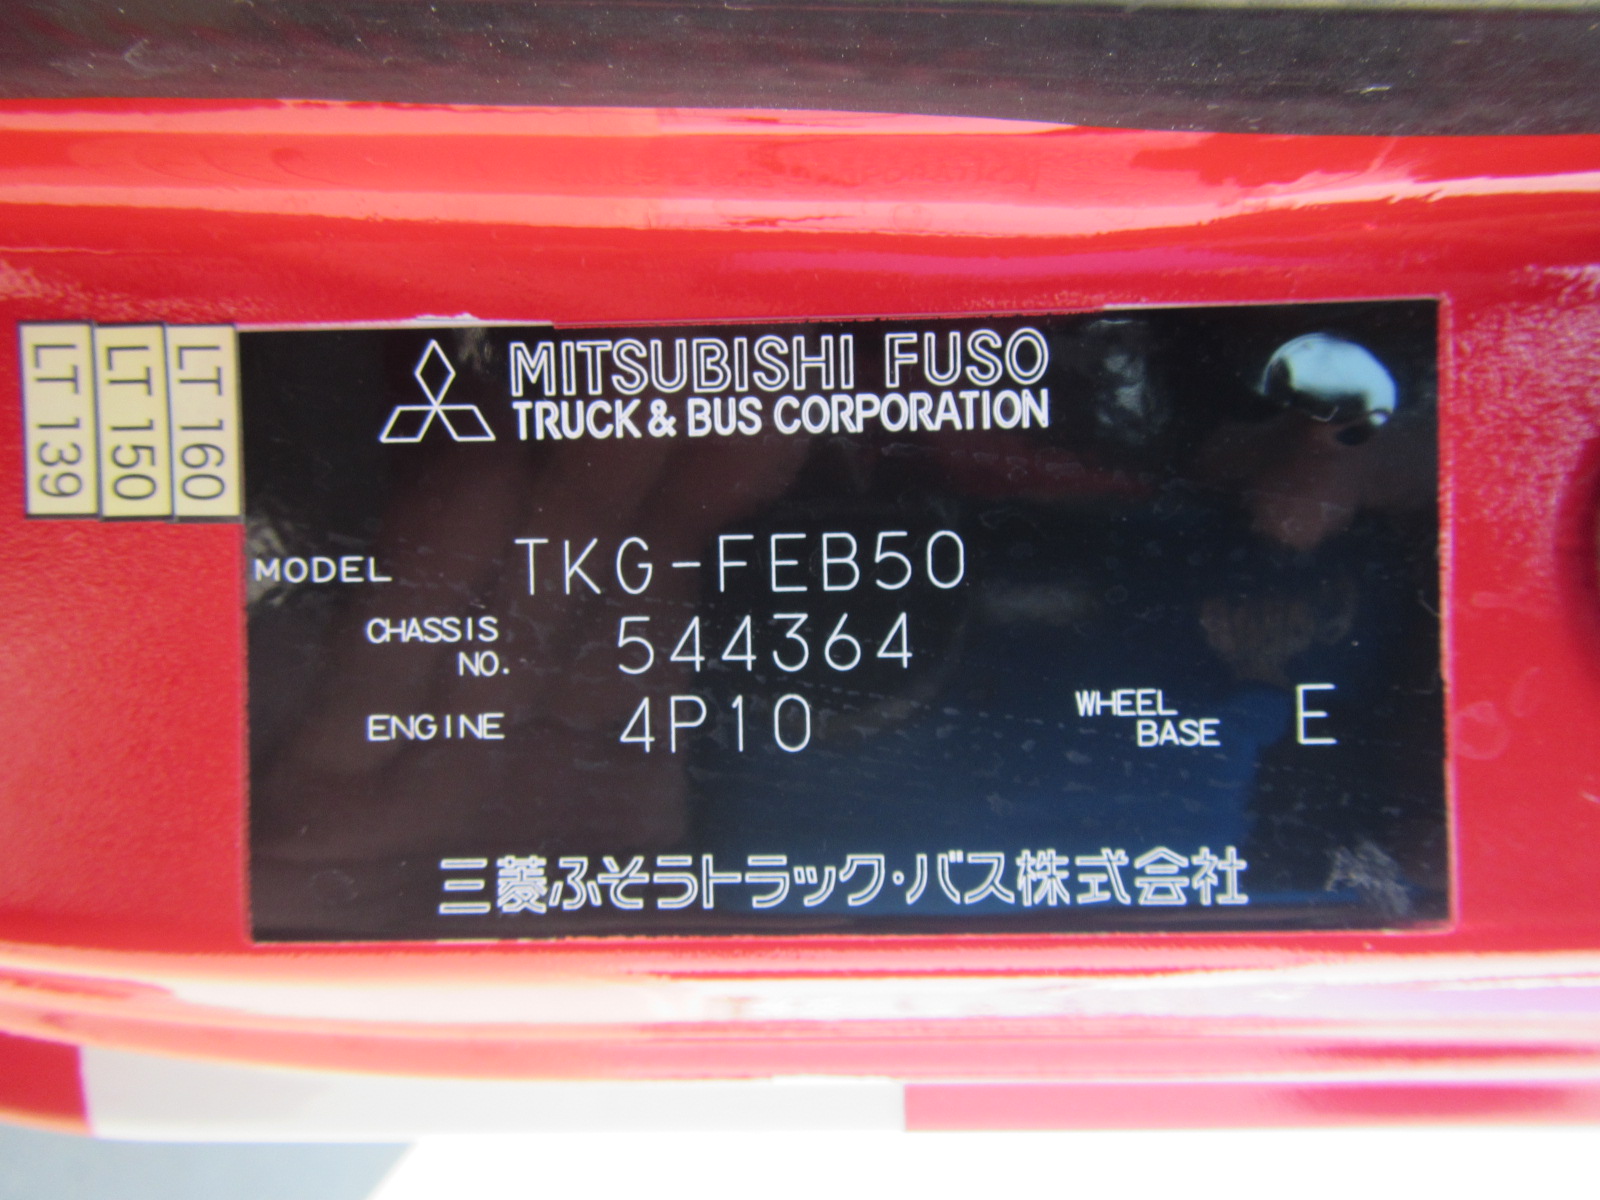 LT 139
LT 150
LT 160
MITSUBISHI FUSO
TRUCK & BUS CORPORATION
MODEL TKG-FEB50
CHASSIS NO. 544364
ENGINE 4P10 WHEEL BASE E
三菱ふそうトラック・バス株式会社